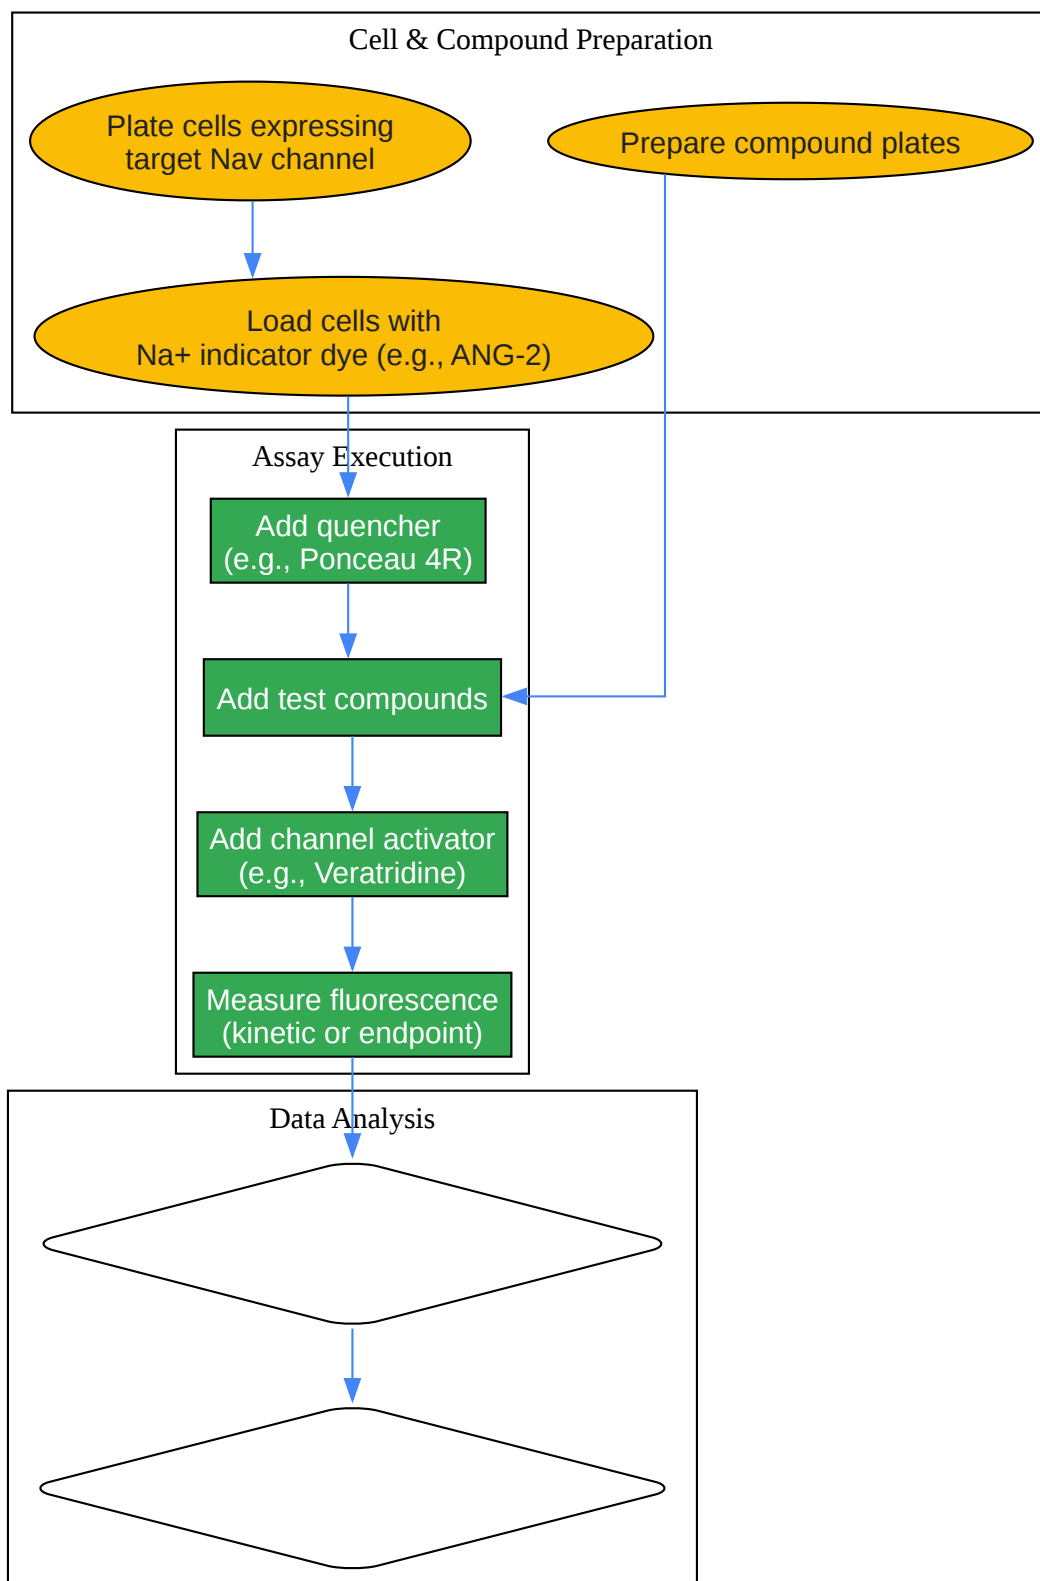 Cell & Compound Preparation
Plate cells expressing
target Nav channel
Prepare compound plates
Load cells with
Na+ indicator dye (e.g., ANG-2)
Assay Execution
Add quencher
(e.g., Ponceau 4R)
Add test compounds
Add channel activator
(e.g., Veratridine)
Measure fluorescence
(kinetic or endpoint)
Data Analysis